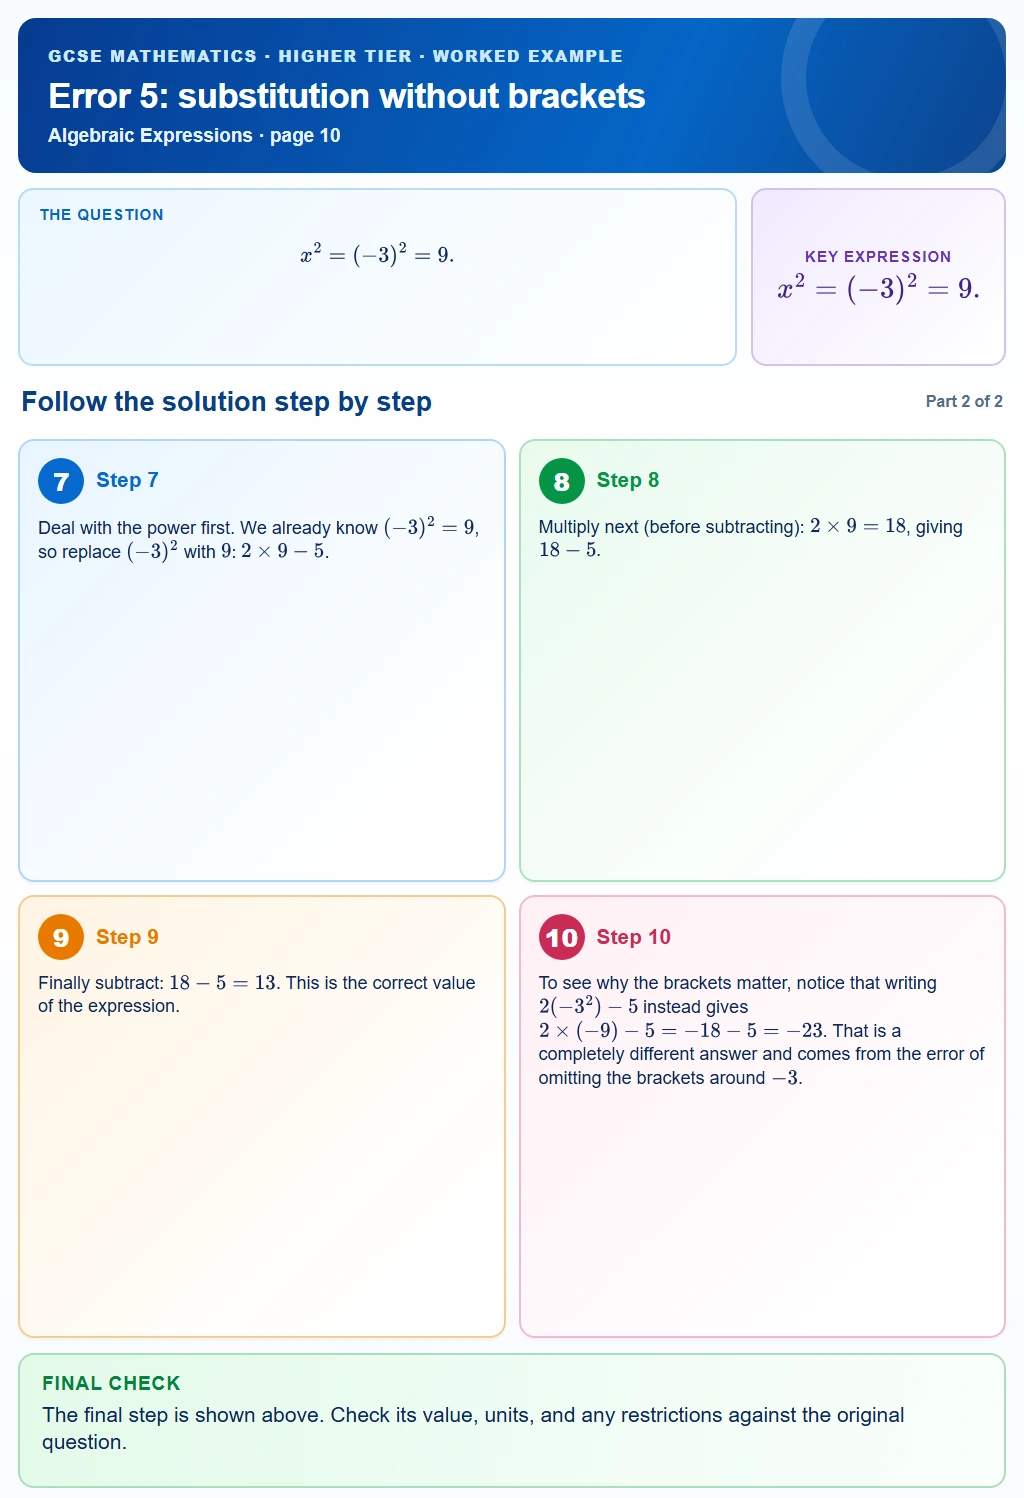 GCSE MATHEMATICS · HIGHER TIER · WORKED EXAMPLE
Error 5: substitution without brackets
Algebraic Expressions · page 10
THE QUESTION
x² = (−3)² = 9.
KEY EXPRESSION
x² = (−3)² = 9.
Follow the solution step by step
Part 2 of 2
7 Step 7
Deal with the power first. We already know (−3)² = 9,
so replace (−3)² with 9: 2 × 9 − 5.
8 Step 8
Multiply next (before subtracting): 2 × 9 = 18, giving
18 − 5.
9 Step 9
Finally subtract: 18 − 5 = 13. This is the correct value
of the expression.
10 Step 10
To see why the brackets matter, notice that writing
2(−3²) − 5 instead gives
2 × (−9) − 5 = −18 − 5 = −23. That is a
completely different answer and comes from the error of
omitting the brackets around −3.
FINAL CHECK
The final step is shown above. Check its value, units, and any restrictions against the original
question.